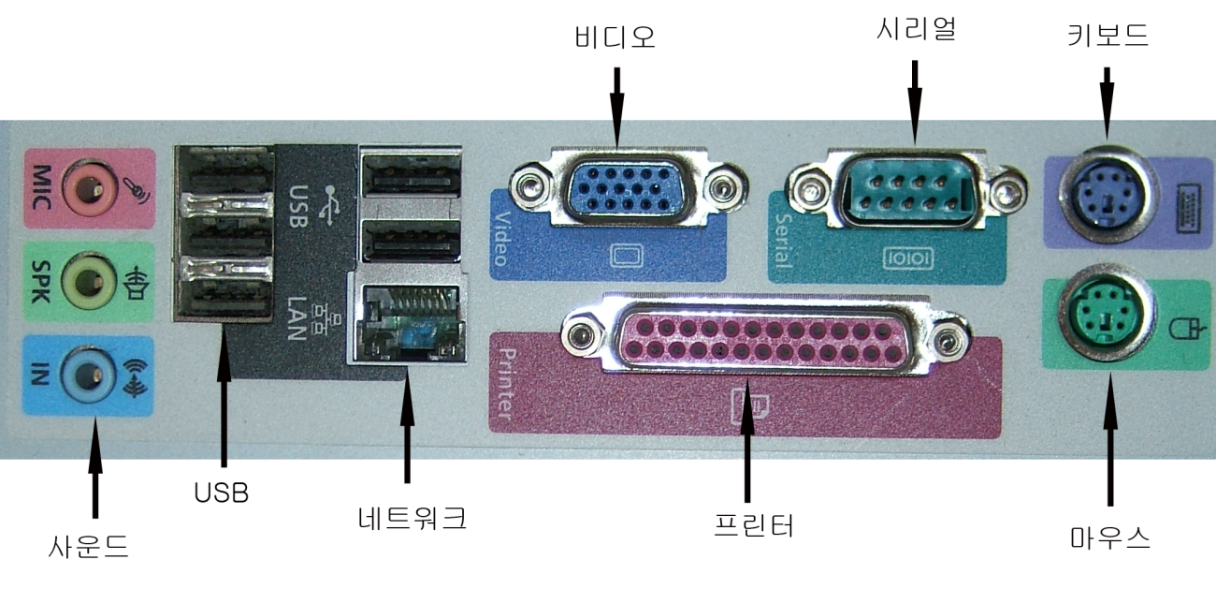 비디오
시리얼
키보드
MIC
USB
Video
Serial
SPK
LAN
IN
Printer
IOIOI
USB
네트워크
프린터
사운드
마우스